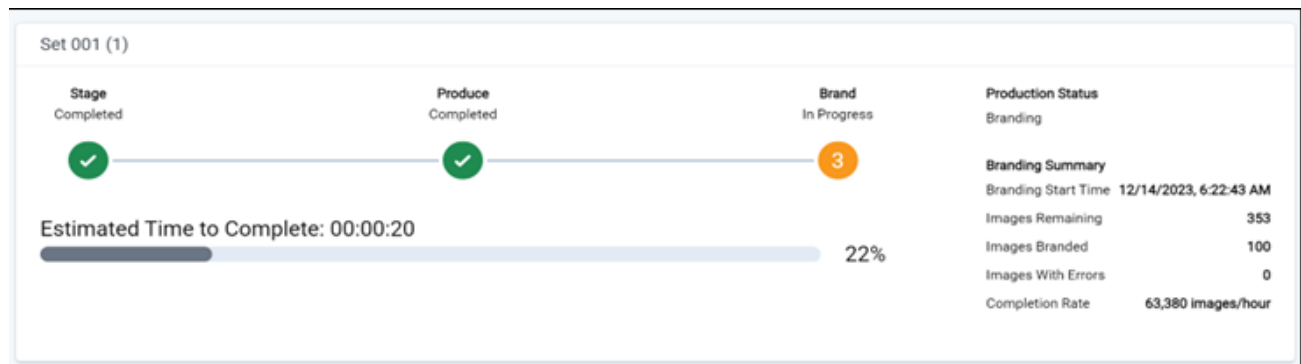 Set 001 (1)
Stage
Completed
Produce
Completed
Brand
In Progress
3
Estimated Time to Complete: 00:00:20
22%
Production Status
Branding
Branding Summary
Branding Start Time 12/14/2023, 6:22:43 AM
Images Remaining 353
Images Branded 100
Images With Errors 0
Completion Rate 63,380 images/hour